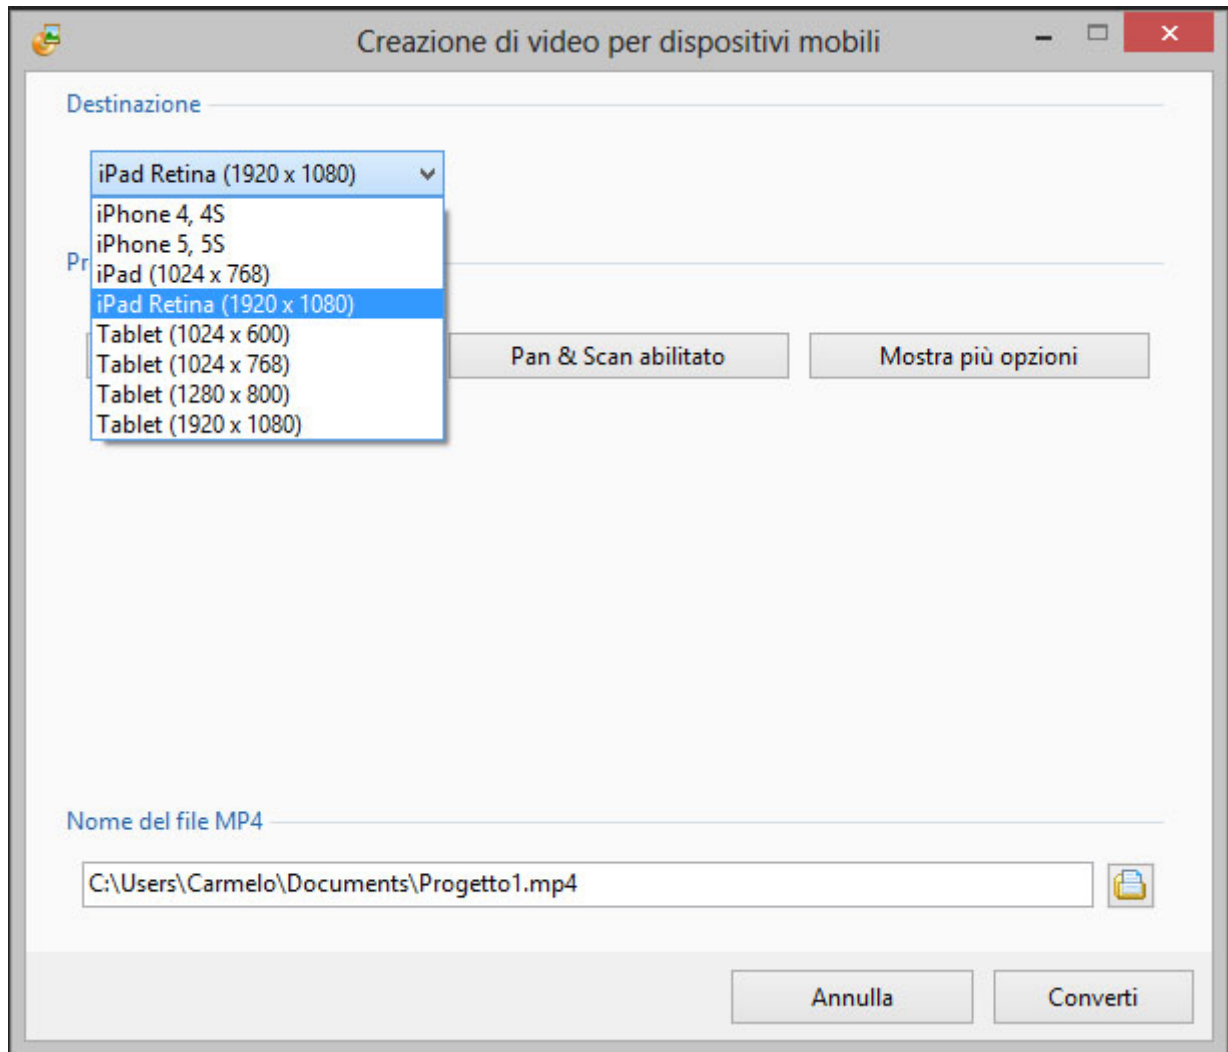 Creazione di video per dispositivi mobili
Destinazione
iPad Retina (1920 x 1080)
iPhone 4, 4S
iPhone 5, 5S
Pr
iPad (1024 x 768)
iPad Retina (1920 x 1080)
Tablet (1024 x 600)
Tablet (1024 x 768)
Tablet (1280 x 800)
Tablet (1920 x 1080)
Pan & Scan abilitato
Mostra più opzioni
Nome del file MP4
C:\Users\Carmelo\Documents\Progetto1.mp4
Annulla
Converti